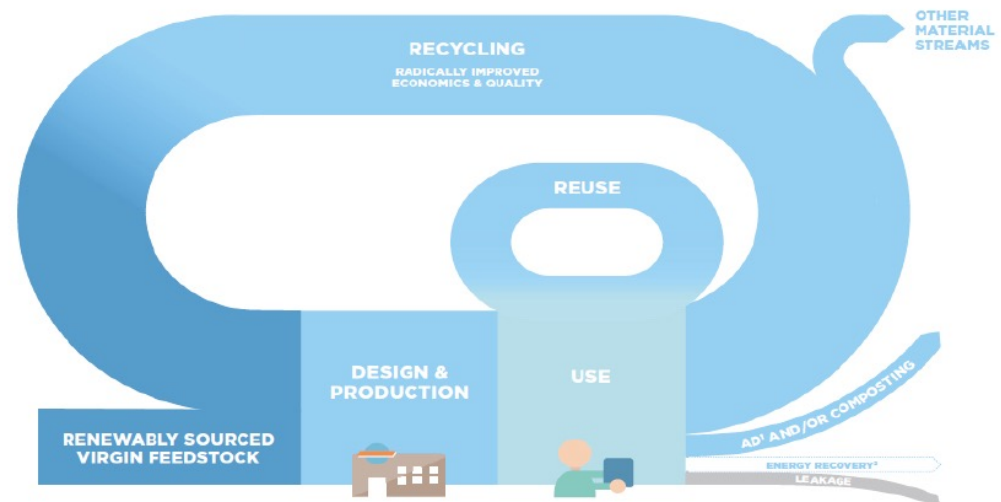 OTHER
MATERIAL
STREAMS
RECYCLING
RADICALLY IMPROVED
ECONOMICS & QUALITY
REUSE
DESIGN &
PRODUCTION
USE
RENEWABLY SOURCED
VIRGIN FEEDSTOCK
AD¹ AND/OR COMPOSTING
ENERGY RECOVERY²
LEAKAGE